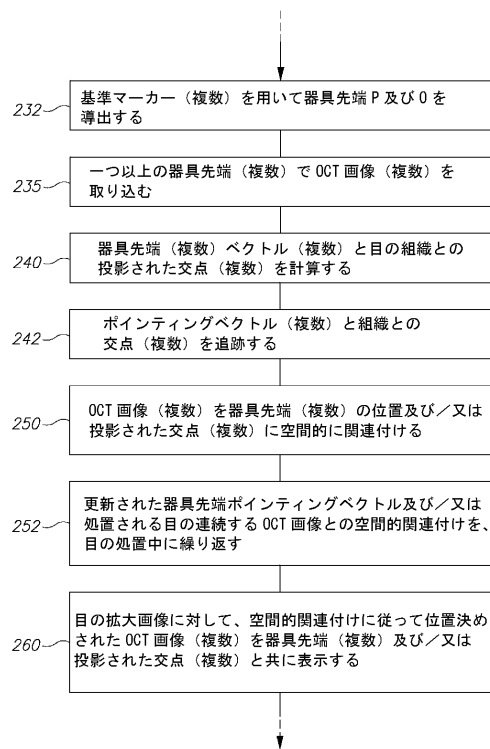 232
基準マーカー（複数）を用いて器具先端 P 及び O を
導出する
235
一つ以上の器具先端（複数）で OCT 画像（複数）を
取り込む
240
器具先端（複数）ベクトル（複数）と目の組織との
投影された交点（複数）を計算する
242
ポインティングベクトル（複数）と組織との
交点（複数）を追跡する
250
OCT 画像（複数）を器具先端（複数）の位置及び／又は
投影された交点（複数）に空間的に関連付ける
252
更新された器具先端ポインティングベクトル及び／又は
処置される目の連続する OCT 画像との空間的関連付けを、
目の処置中に繰り返す
260
目の拡大画像に対して、空間的関連付けに従って位置決め
された OCT 画像（複数）を器具先端（複数）及び／又は
投影された交点（複数）と共に表示する